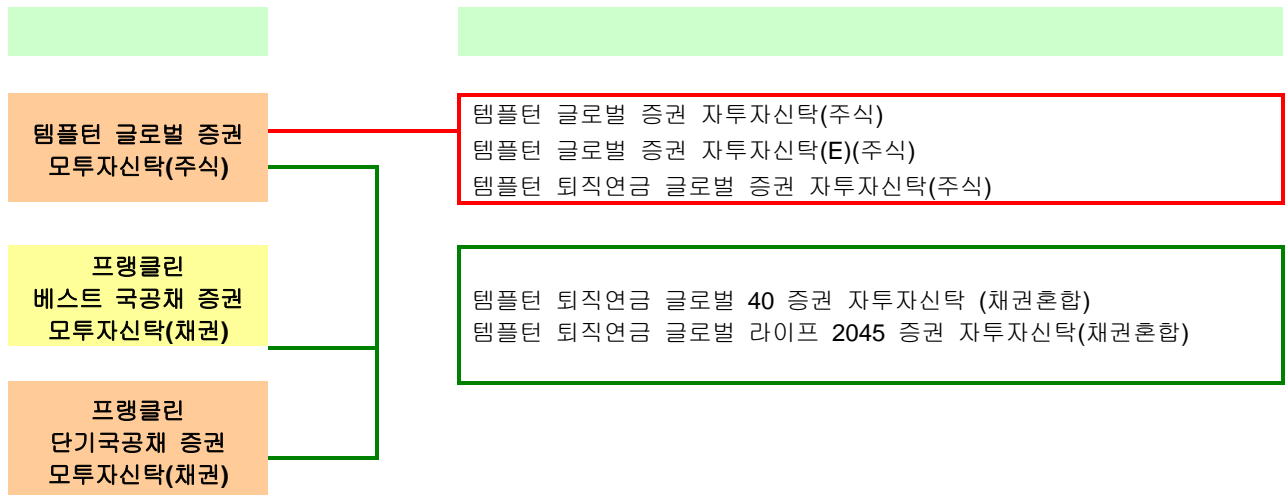 템플턴 글로벌 증권
모투자신탁(주식)
템플턴 글로벌 증권 자투자신탁(주식)
템플턴 글로벌 증권 자투자신탁(E)(주식)
템플턴 퇴직연금 글로벌 증권 자투자신탁(주식)
프랭클린
베스트 국공채 증권
모투자신탁(채권)
템플턴 퇴직연금 글로벌 40 증권 자투자신탁 (채권혼합)
템플턴 퇴직연금 글로벌 라이프 2045 증권 자투자신탁(채권혼합)
프랭클린
단기국공채 증권
모투자신탁(채권)